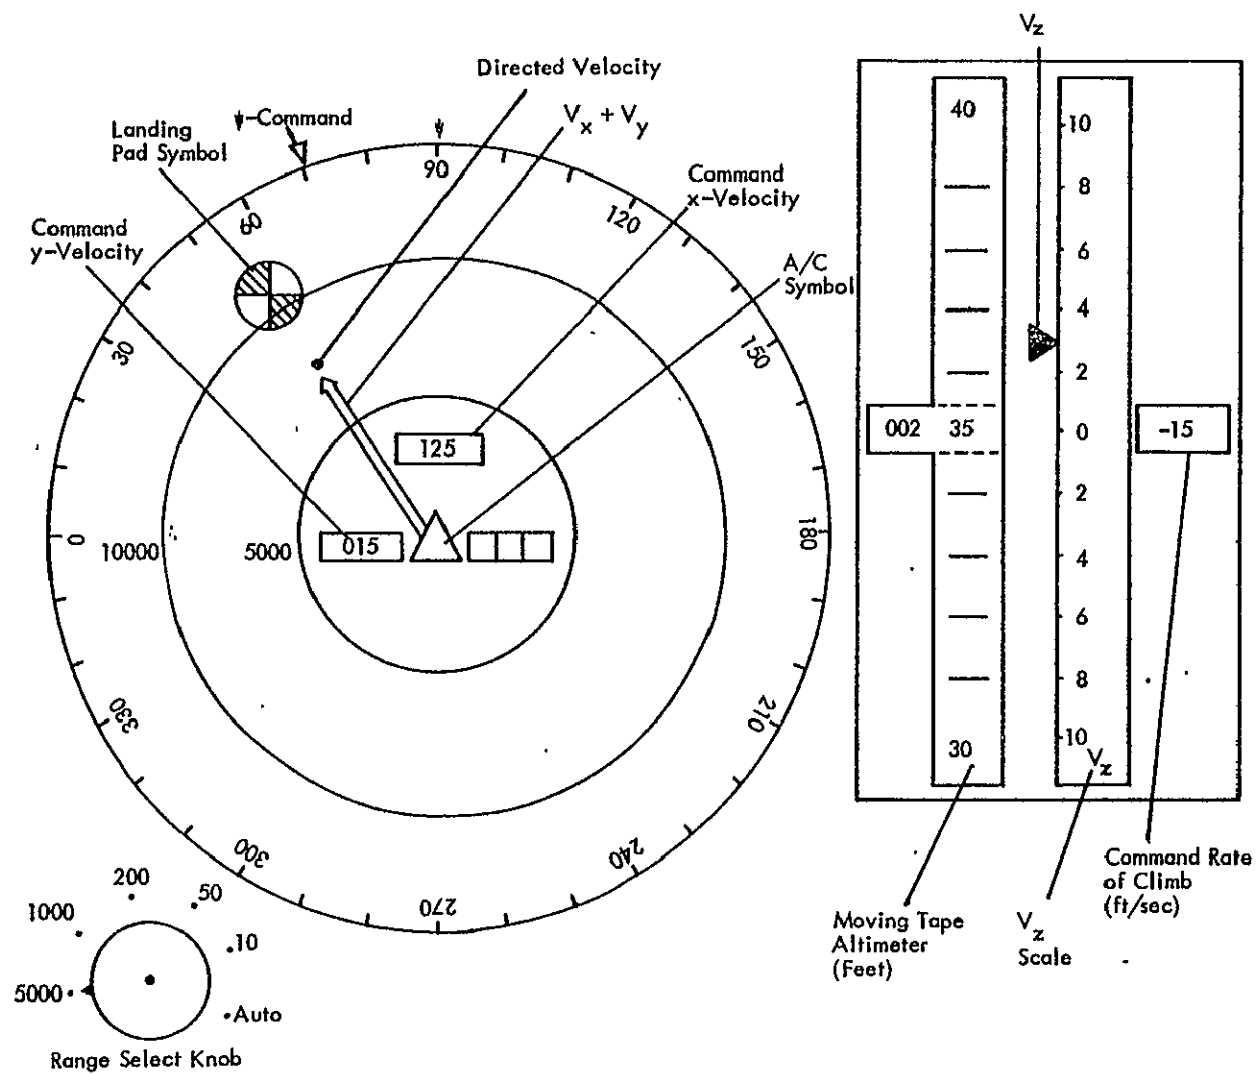 Directed Velocity
Vx + Vy
ψ-Command
ψ
Landing
Pad Symbol
Command
x-Velocity
Command
y-Velocity
A/C
Symbol
90
120
150
180
210
240
270
300
330
0
30
60
10000
5000
125
015
Vz
40
35
30
002
10
8
6
4
2
0
2
4
6
8
10
Vz
-15
Command Rate
of Climb
(ft/sec)
Moving Tape
Altimeter
(Feet)
Vz
Scale
200
50
1000
10
5000
Auto
Range Select Knob